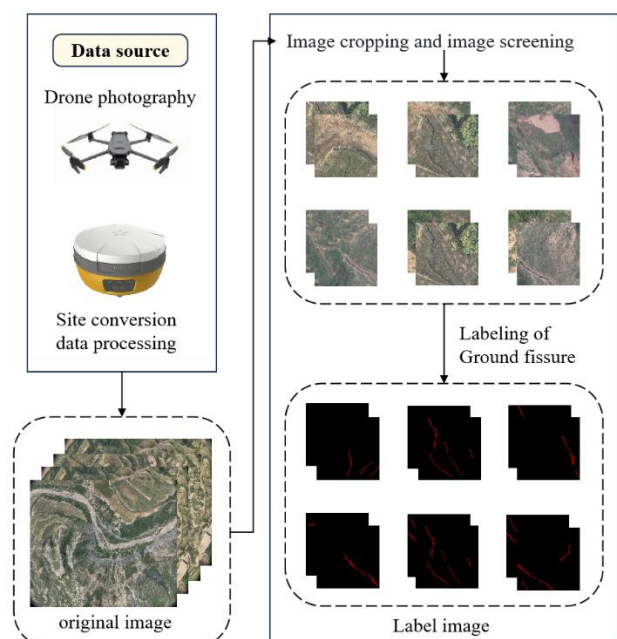 Data source
Drone photography
Site conversion
data processing
original image
Image cropping and image screening
Labeling of
Ground fissure
Label image